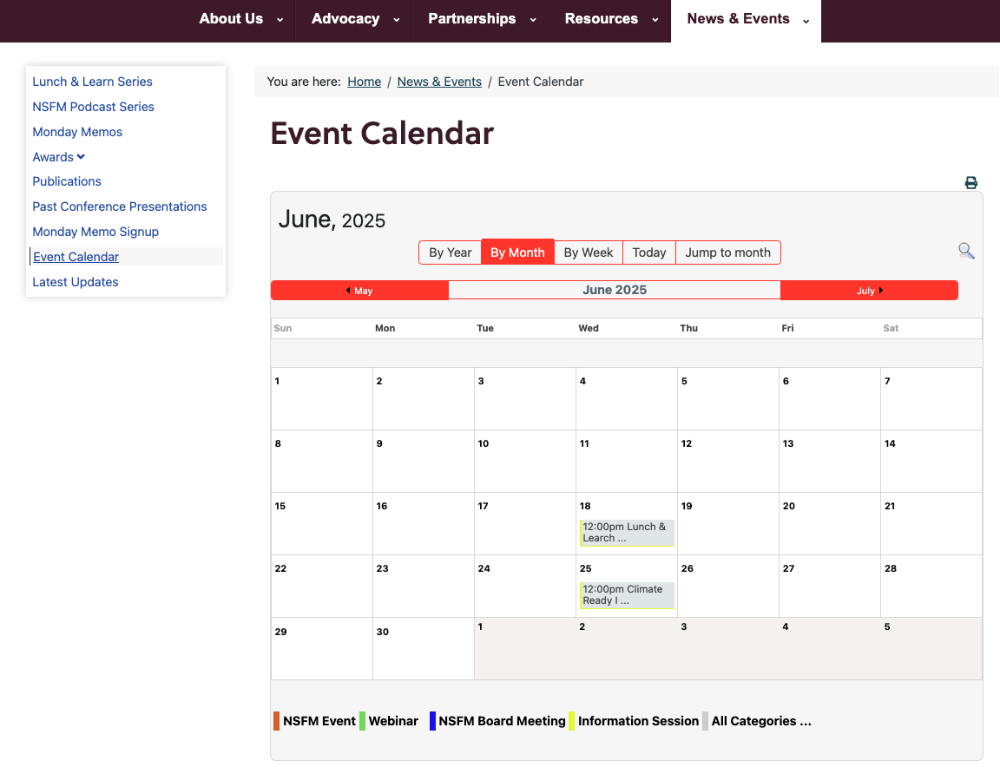 About Us Advocacy Partnerships Resources News & Events
Lunch & Learn Series
NSFM Podcast Series
Monday Memos
Awards
Publications
Past Conference Presentations
Monday Memo Signup
Event Calendar
Latest Updates
You are here: Home / News & Events / Event Calendar
Event Calendar
June, 2025
By Year By Month By Week Today Jump to month
May June 2025 July
Sun Mon Tue Wed Thu Fri Sat
1 2 3 4 5 6 7
8 9 10 11 12 13 14
15 16 17 18 19 20 21
12:00pm Lunch &
Learch ...
22 23 24 25 26 27 28
12:00pm Climate
Ready I ...
29 30 1 2 3 4 5
NSFM Event Webinar NSFM Board Meeting Information Session All Categories ...